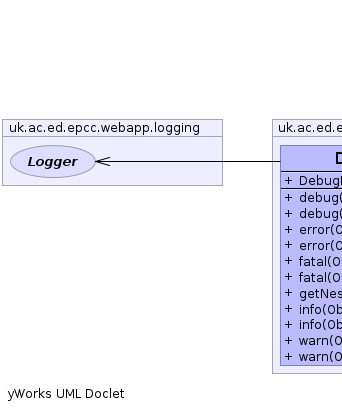 uk.ac.ed.epcc.webapp.logging
Logger
uk.ac.ed.e
D
+ Debug
+ debug(
+ debug(
+ error(O
+ error(O
+ fatal(O
+ fatal(O
+ getNes
+ info(Ob
+ info(Ob
+ warn(O
+ warn(O
yWorks UML Doclet